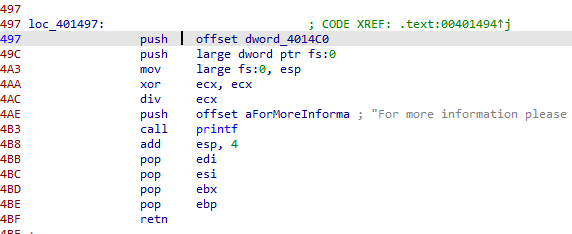 497
497 loc_401497: ; CODE XREF: .text:00401494↑j
497 push offset dword_4014C0
49C push large dword ptr fs:0
4A3 mov large fs:0, esp
4AA xor ecx, ecx
4AC div ecx
4AE push offset aForMoreInforma ; "For more information please
4B3 call printf
4B8 add esp, 4
4BB pop edi
4BC pop esi
4BD pop ebx
4BE pop ebp
4BF retn